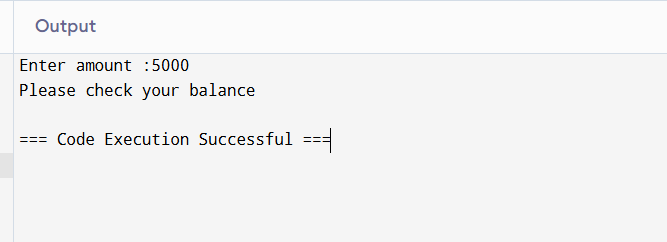 Output
Enter amount :5000
Please check your balance
=== Code Execution Successful ===